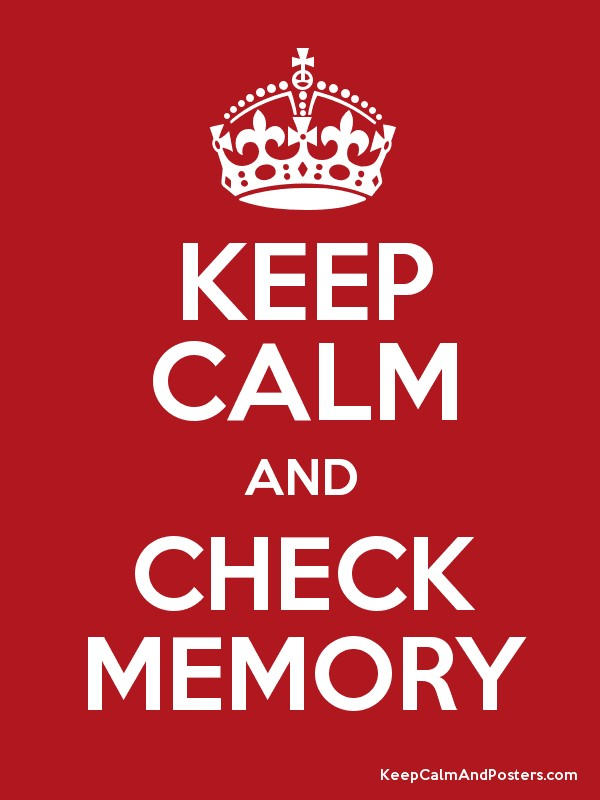 KEEP
CALM
AND
CHECK
MEMORY
KeepCalmAndPosters.com